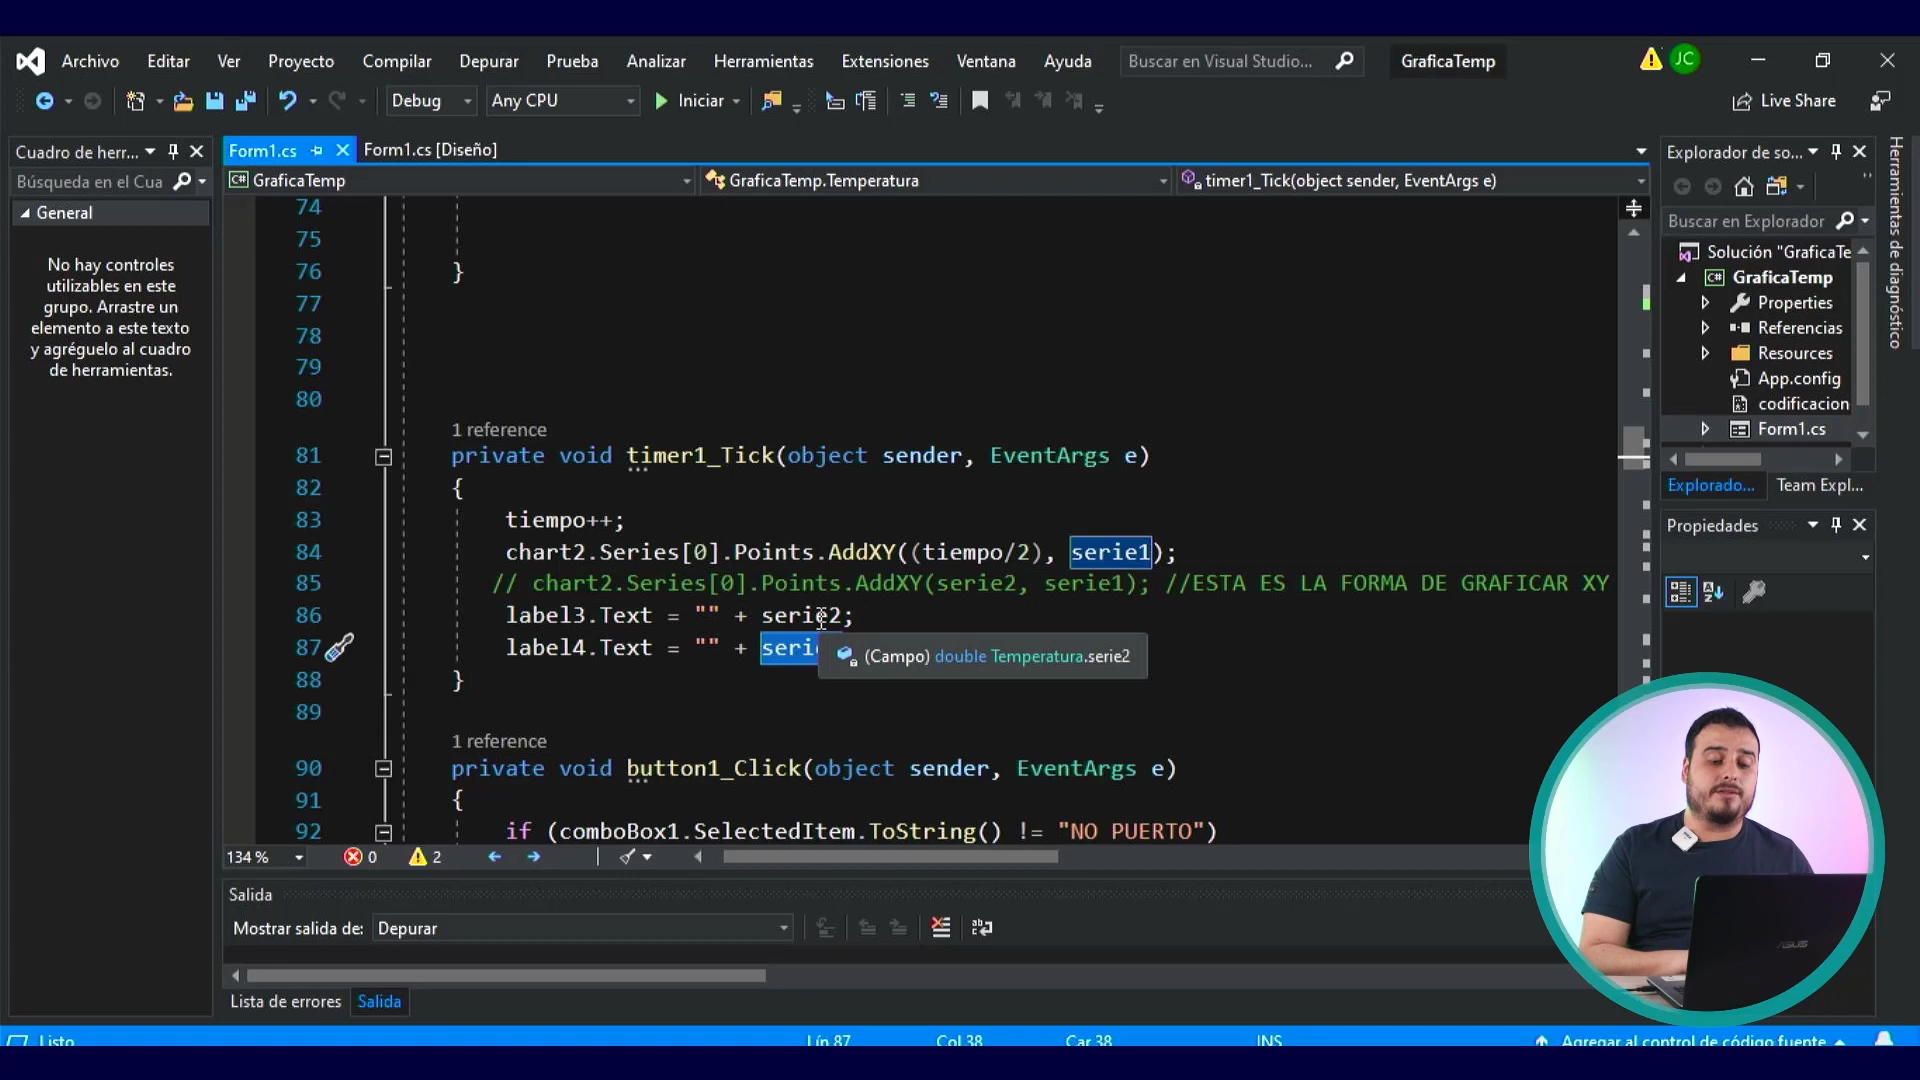 Archivo Editar Ver Proyecto Compilar Depurar Prueba Analizar Herramientas Extensiones Ventana Ayuda Buscar en Visual Studio... GraficaTemp JC
Debug Any CPU Iniciar Live Share
Cuadro de herr...
Búsqueda en el Cua
General
No hay controles
utilizables en este
grupo. Arrastre un
elemento a este texto
y agréguelo al cuadro
de herramientas.
Form1.cs Form1.cs [Diseño]
C# GraficaTemp GraficaTemp.Temperatura timer1_Tick(object sender, EventArgs e)
74
75
76 }
77
78
79
80
1 reference
81 private void timer1_Tick(object sender, EventArgs e)
82 {
83 tiempo++;
84 chart2.Series[0].Points.AddXY((tiempo/2), serie1);
85 // chart2.Series[0].Points.AddXY(serie2, serie1); //ESTA ES LA FORMA DE GRAFICAR XY
86 label3.Text = "" + serie2;
87 label4.Text = "" +
(Campo) double Temperatura.serie2
88 }
89
1 reference
90 private void button1_Click(object sender, EventArgs e)
91 {
92 if (comboBox1.SelectedItem.ToString() != "NO PUERTO")
134 % 0 2
Salida
Mostrar salida de: Depurar
Lista de errores Salida
Listo Lín 87 Col 38 Car 38 INS Agregar al control de código fuente
Explorador de so...
Buscar en Explorador
Solución "GraficaTe
C# GraficaTemp
Properties
Referencias
Resources
App.config
codificacion
Form1.cs
Explorado... Team Expl...
Propiedades
Herramientas de diagnóstico
ASUS